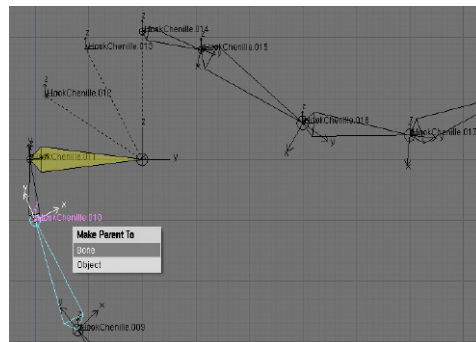 z
HookChenille.014
z
HookChenille.013
z
HookChenille.015
y
x
z
HookChenille.012
z
z
HookChenille.016
y
x
HookChenille.017
x
HookChenille.011
y
y
x
HookChenille.010
Make Parent To
Bone
Object
x
HookChenille.009